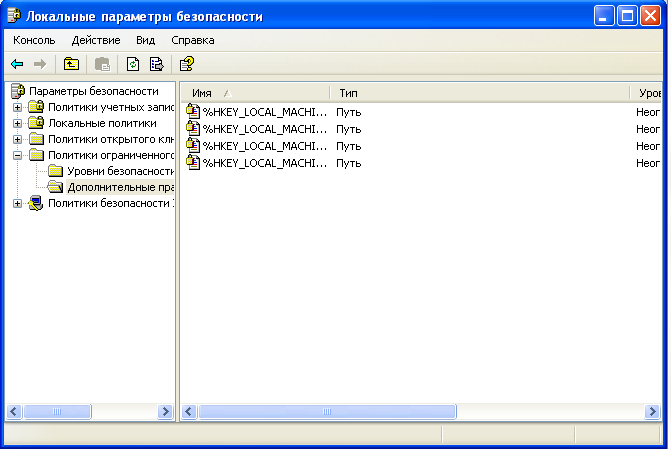 Локальные параметры безопасности
Консоль Действие Вид Справка
Параметры безопасности
Политики учетных запис
Локальные политики
Политики открытого клю
Политики ограниченного
Уровни безопасности
Дополнительные пра
Политики безопасности
Имя Тип Уров
%HKEY_LOCAL_MACHI... Путь Неог
%HKEY_LOCAL_MACHI... Путь Неог
%HKEY_LOCAL_MACHI... Путь Неог
%HKEY_LOCAL_MACHI... Путь Неог